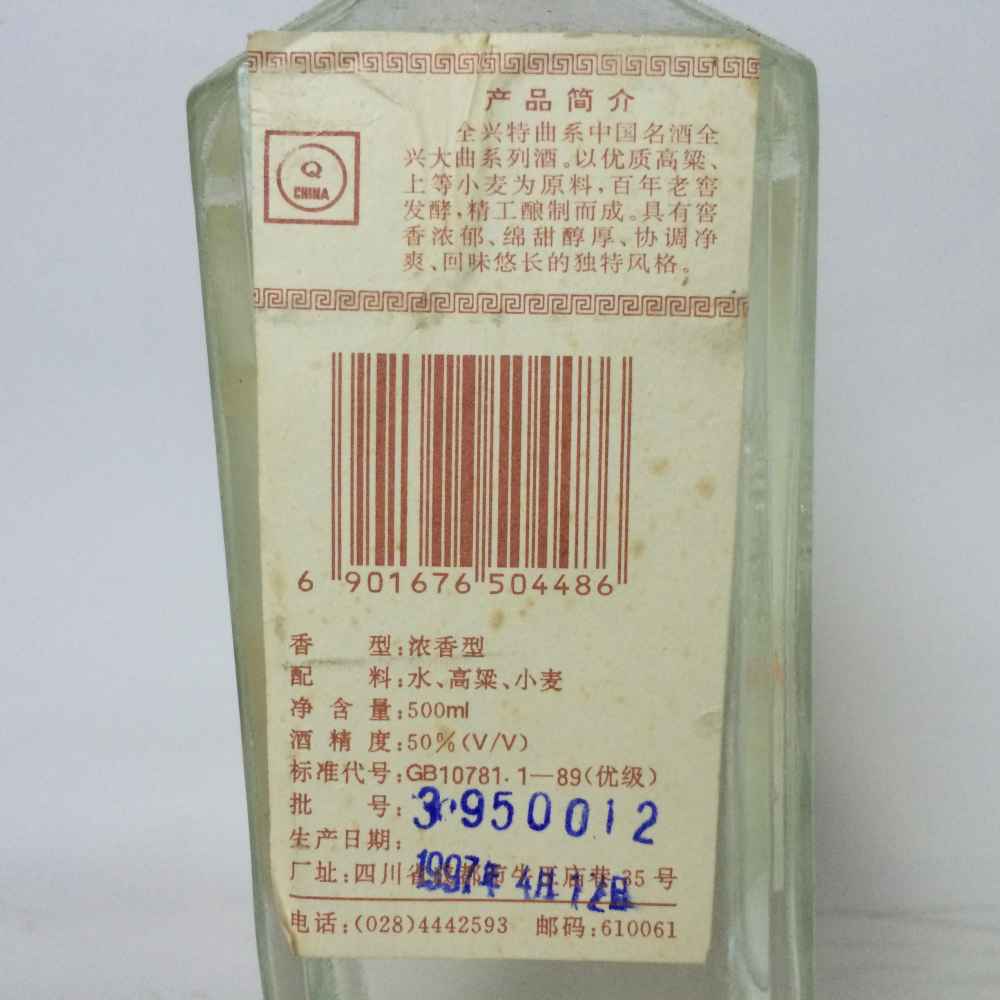 产品简介
Q
CHINA
全兴特曲系中国名酒全
兴大曲系列酒。以优质高粱、
上等小麦为原料,百年老窖
发酵,精工酿制而成。具有窖
香浓郁、绵甜醇厚、协调净
爽、回味悠长的独特风格。
6 901676 504486
香 型:浓香型
配 料:水、高粱、小麦
净 含 量:500ml
酒 精 度:50%(V/V)
标准代号:GB10781.1—89(优级)
批 号:3·950012
生产日期:
1997年4月12日
厂址:四川省成都市牛王庙巷35号
电话:(028)4442593 邮码:610061